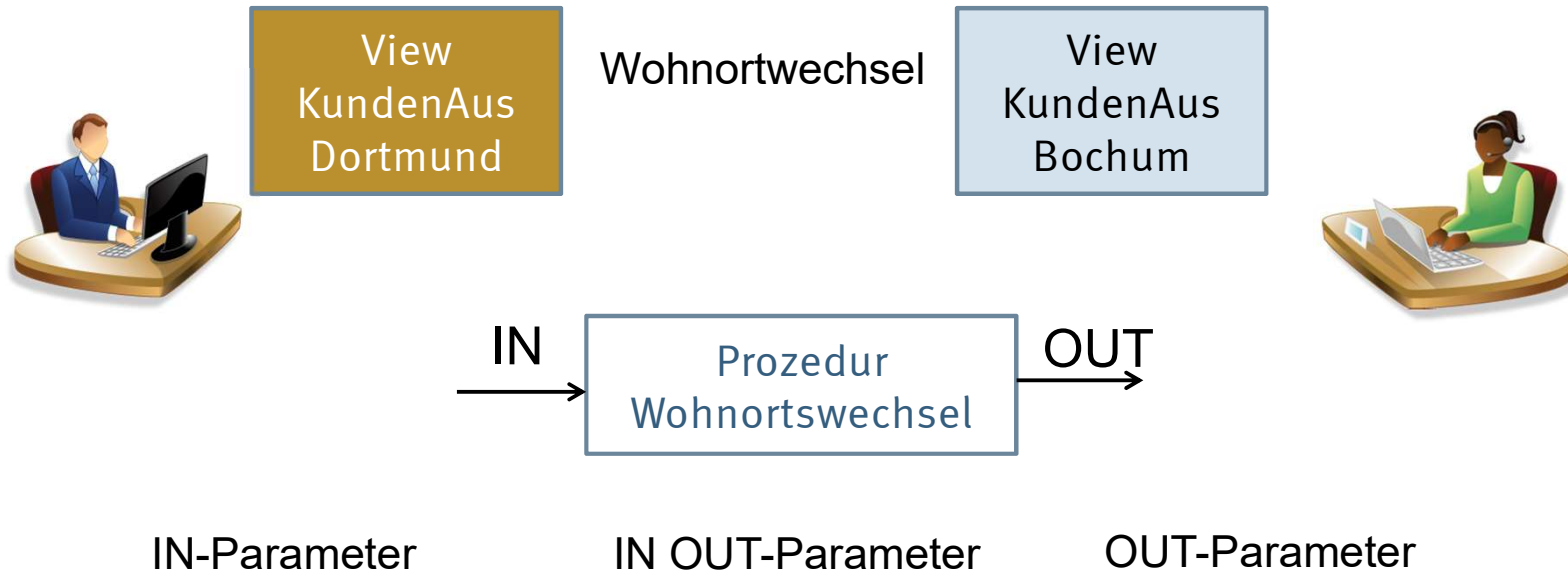 View
KundenAus
Dortmund
Wohnortwechsel
View
KundenAus
Bochum
IN
Prozedur
Wohnortswechsel
OUT
IN-Parameter
IN OUT-Parameter
OUT-Parameter